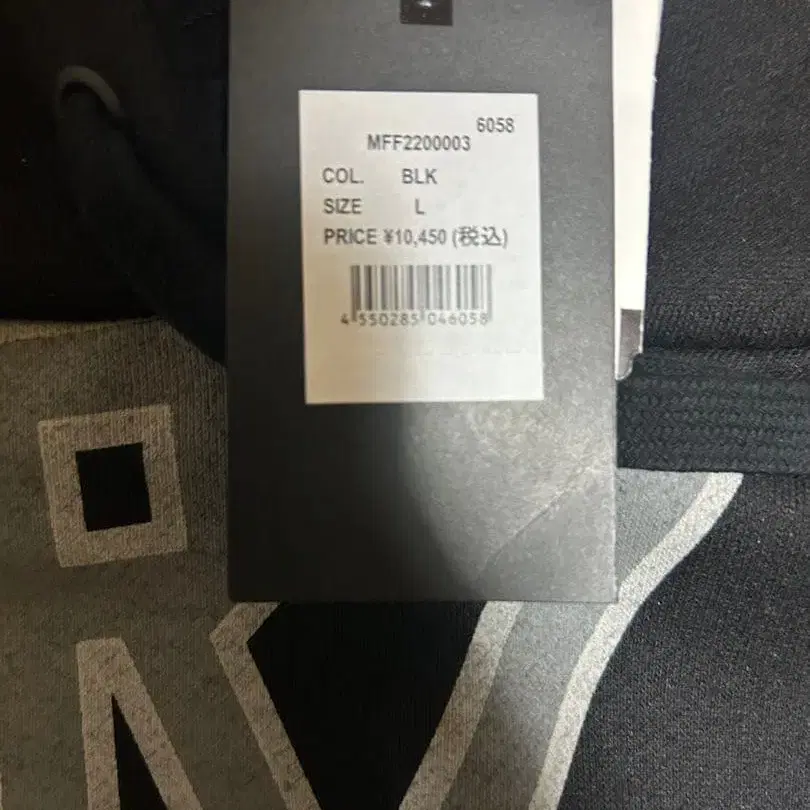 6058
MFF2200003
COL. BLK
SIZE L
PRICE ¥10,450 (税込)
4 550285 046058